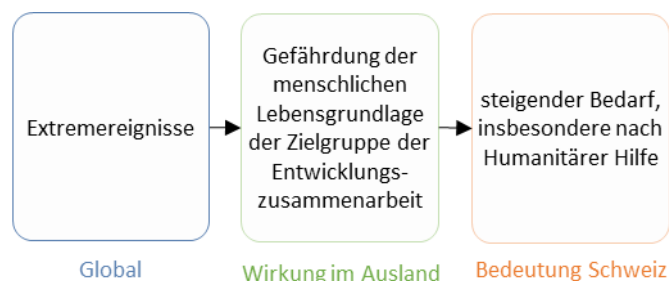 Extremereignisse
Gefährdung der
menschlichen
Lebensgrundlage
der Zielgruppe der
Entwicklungs-
zusammenarbeit
steigender Bedarf,
insbesondere nach
Humanitärer Hilfe
Global
Wirkung im Ausland
Bedeutung Schweiz